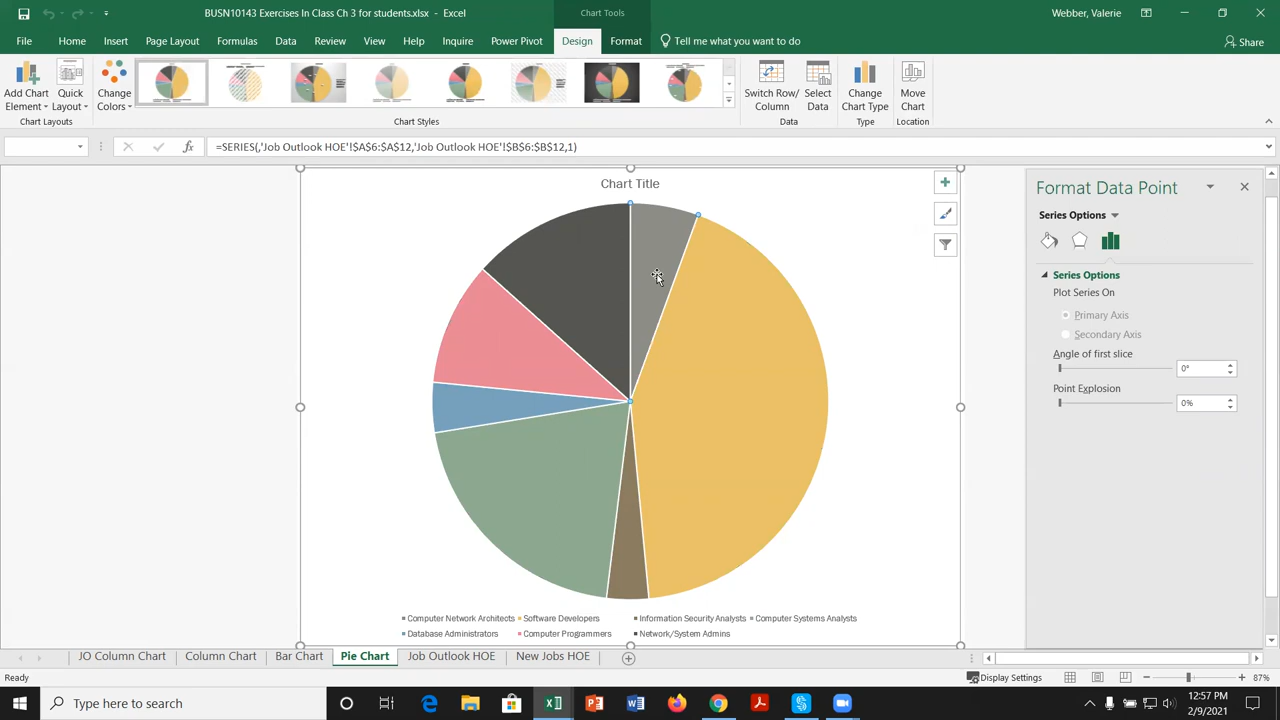 BUSN10143 Exercises In Class Ch 3 for students.xlsx - Excel
Chart Tools
Webber, Valerie
File Home Insert Page Layout Formulas Data Review View Help Inquire Power Pivot Design Format Tell me what you want to do Share
Add Chart Element
Quick Layout
Change Colors
Switch Row/ Column
Select Data
Change Chart Type
Move Chart
Chart Layouts Chart Styles Data Type Location
fx =SERIES(,'Job Outlook HOE'!$A$6:$A$12,'Job Outlook HOE'!$B$6:$B$12,1)
Chart Title
Computer Network Architects Software Developers Information Security Analysts Computer Systems Analysts
Database Administrators Computer Programmers Network/System Admins
Format Data Point
Series Options
Series Options
Plot Series On
Primary Axis
Secondary Axis
Angle of first slice
0°
Point Explosion
0%
JO Column Chart Column Chart Bar Chart Pie Chart Job Outlook HOE New Jobs HOE
Ready Display Settings 87%
Type here to search
12:57 PM
2/9/2021